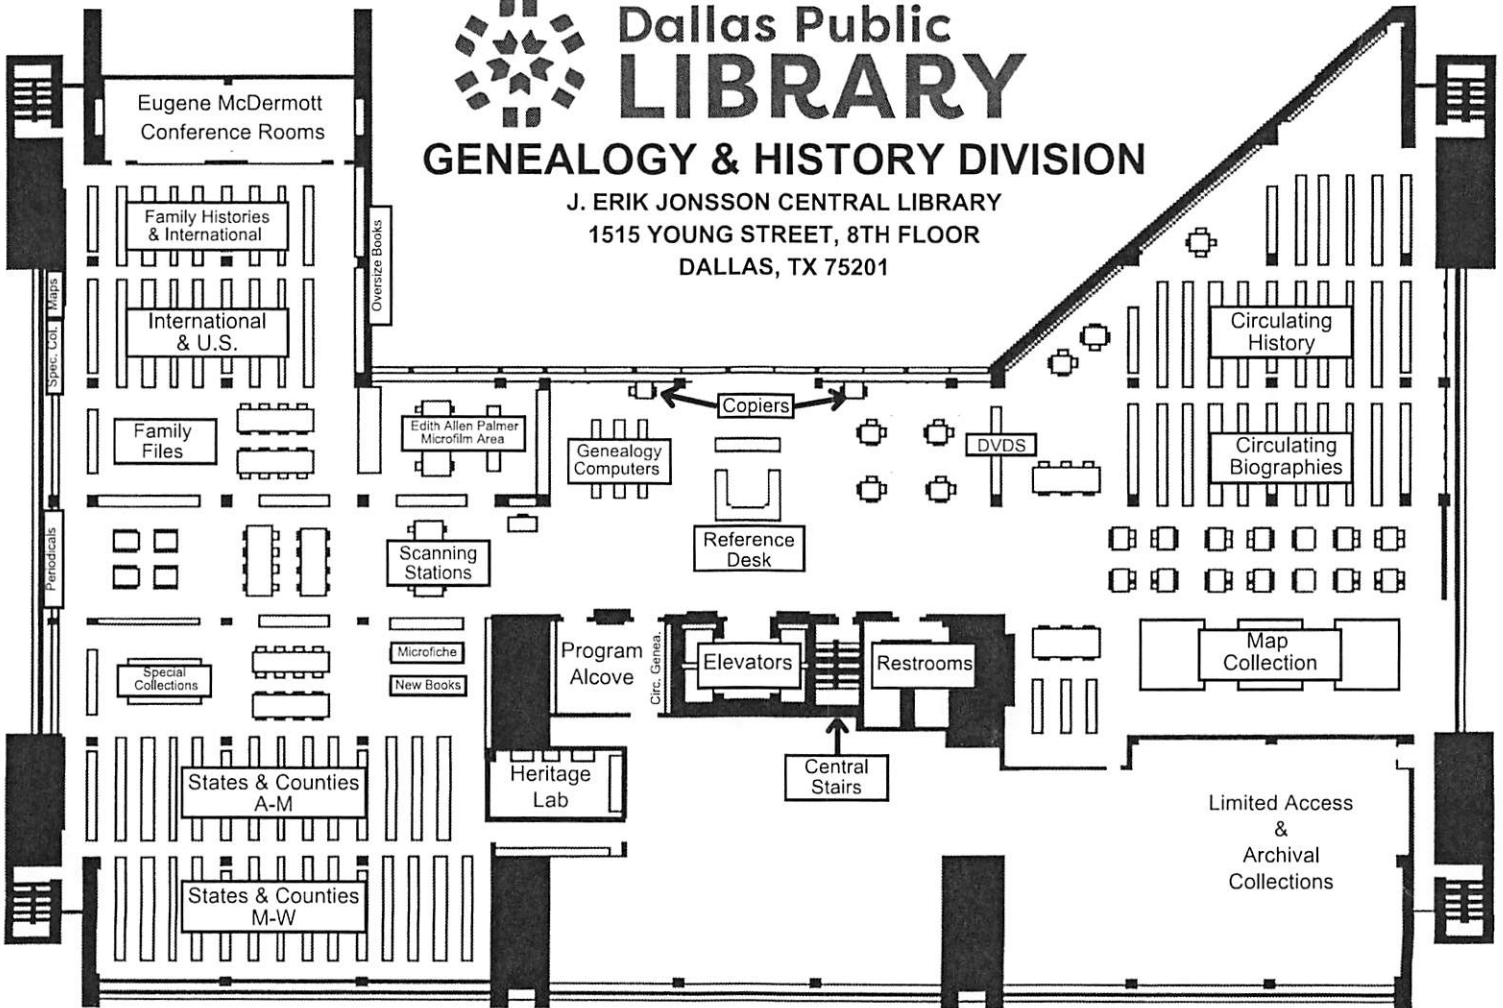 Dallas Public
LIBRARY
GENEALOGY & HISTORY DIVISION
J. ERIK JONSSON CENTRAL LIBRARY
1515 YOUNG STREET, 8TH FLOOR
DALLAS, TX 75201
Eugene McDermott
Conference Rooms
Family Histories
& International
Oversize Books
Maps
Spec. Col.
International
& U.S.
Family
Files
Edith Allen Palmer
Microfilm Area
Genealogy
Computers
Copiers
DVDS
Circulating
History
Circulating
Biographies
Periodicals
Scanning
Stations
Reference
Desk
Special
Collections
Microfiche
New Books
Program
Alcove
Circ. Genea.
Elevators
Restrooms
Map
Collection
States & Counties
A-M
Heritage
Lab
Central
Stairs
Limited Access
&
Archival
Collections
States & Counties
M-W